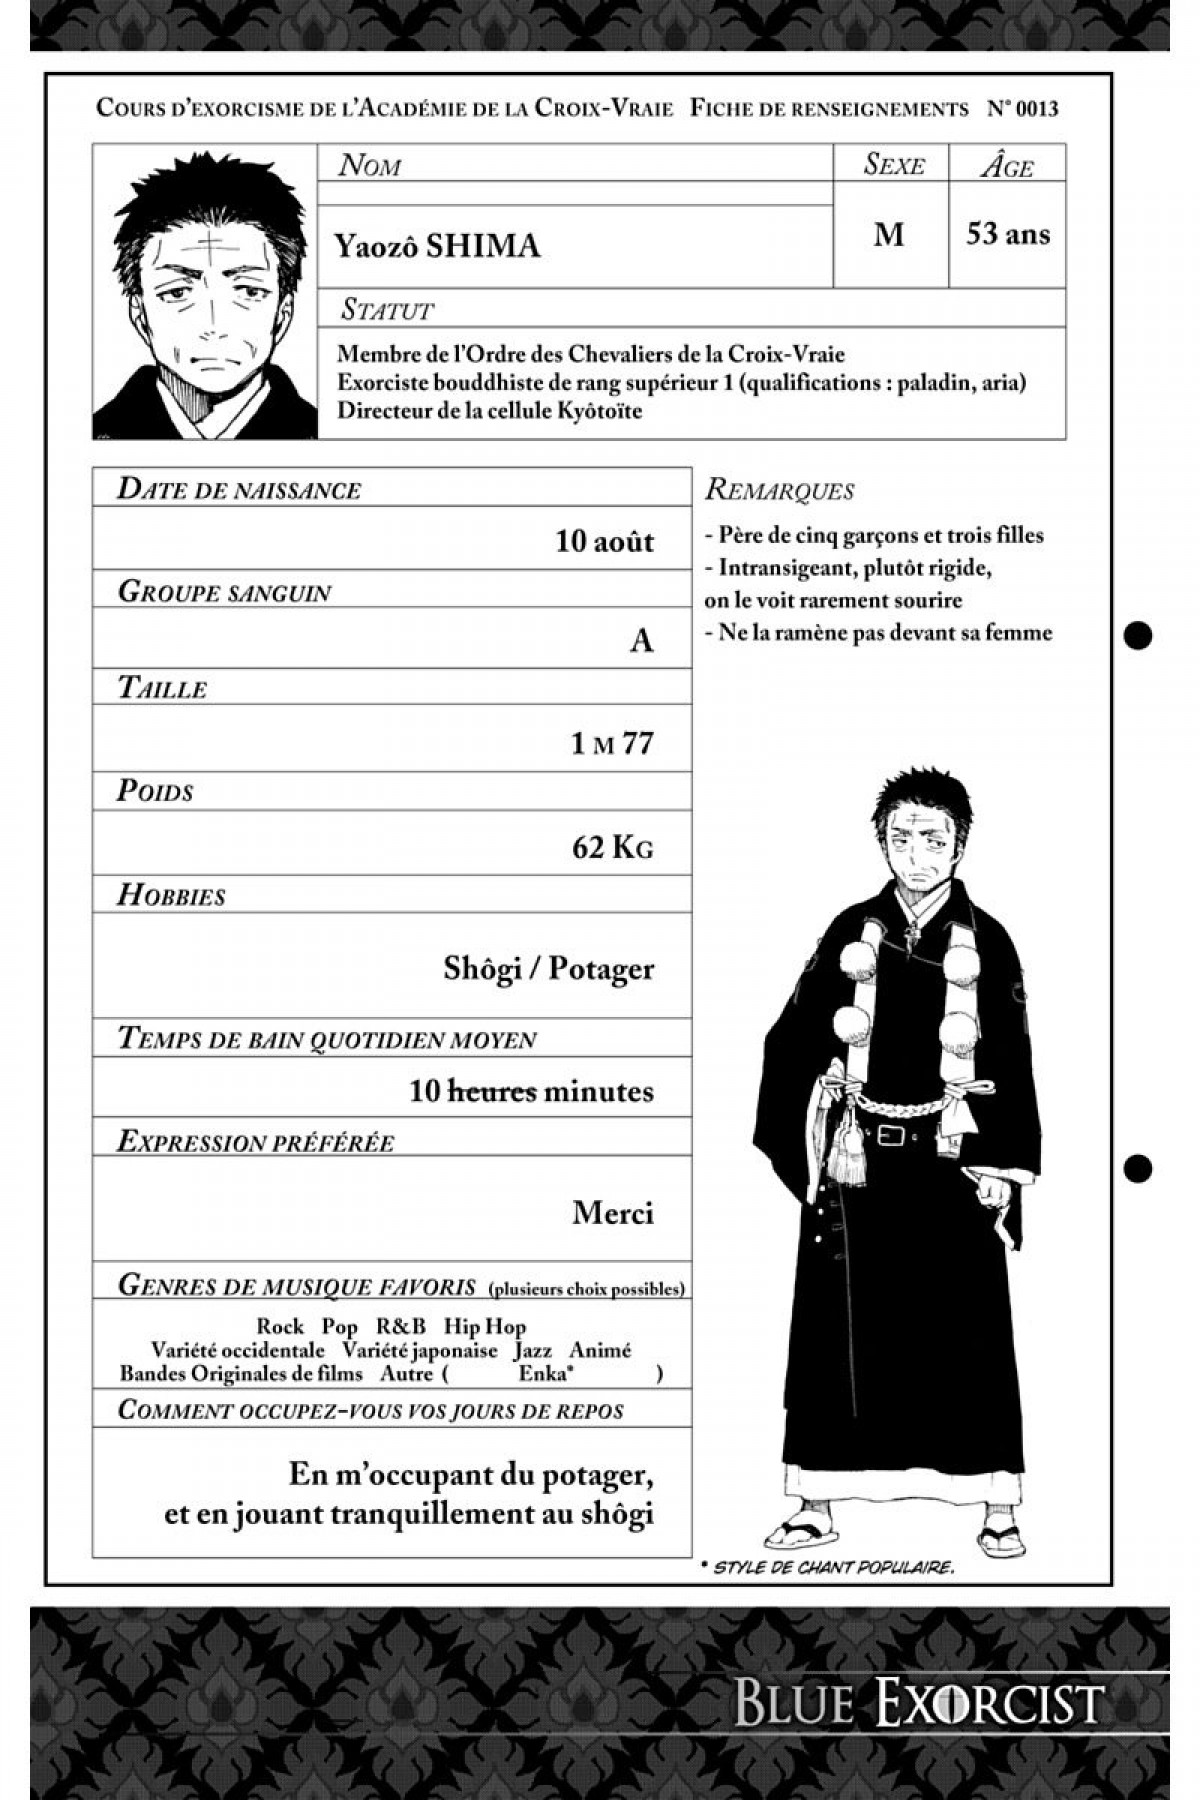 COURS D'EXORCISME DE L'ACADÉMIE DE LA CROIX-VRAIE FICHE DE RENSEIGNEMENTS N° 0013
NOM
SEXE
ÂGE
Yaozô SHIMA
M
53 ans
STATUT
Membre de l'Ordre des Chevaliers de la Croix-Vraie
Exorciste bouddhiste de rang supérieur 1 (qualifications : paladin, aria)
Directeur de la cellule Kyôtoïte
DATE DE NAISSANCE
10 août
GROUPE SANGUIN
A
TAILLE
1 M 77
POIDS
62 KG
HOBBIES
Shôgi / Potager
TEMPS DE BAIN QUOTIDIEN MOYEN
10 heures minutes
EXPRESSION PRÉFÉRÉE
Merci
GENRES DE MUSIQUE FAVORIS (plusieurs choix possibles)
Rock Pop R&B Hip Hop
Variété occidentale Variété japonaise Jazz Animé
Bandes Originales de films Autre ( Enka* )
COMMENT OCCUPEZ-VOUS VOS JOURS DE REPOS
En m'occupant du potager,
et en jouant tranquillement au shôgi
REMARQUES
- Père de cinq garçons et trois filles
- Intransigeant, plutôt rigide,
on le voit rarement sourire
- Ne la ramène pas devant sa femme
* STYLE DE CHANT POPULAIRE.
BLUE EXORCIST